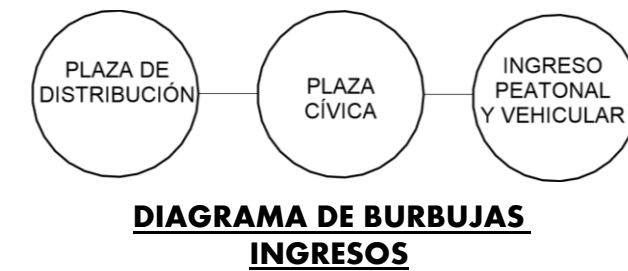 PLAZA DE
DISTRIBUCIÓN
PLAZA
CÍVICA
INGRESO
PEATONAL
Y VEHICULAR
DIAGRAMA DE BURBUJAS
INGRESOS